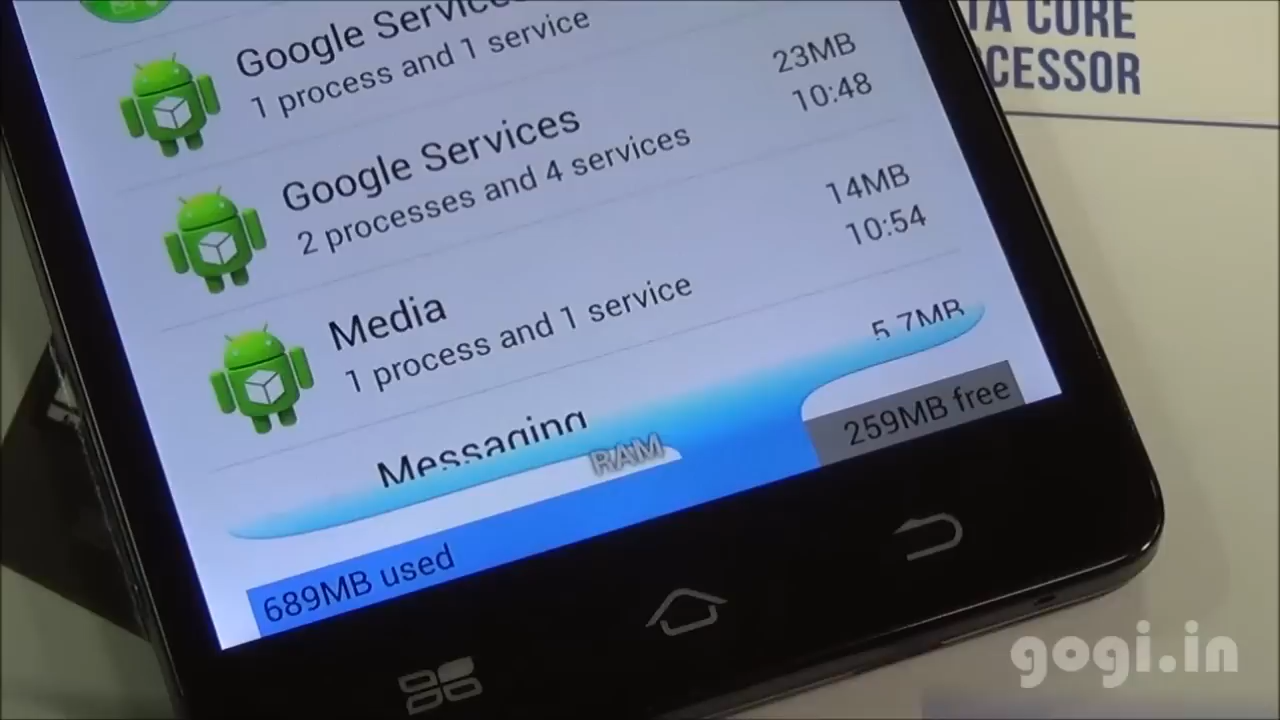 TA CORE
CESSOR
Google Services
1 process and 1 service
23MB
10:48
Google Services
2 processes and 4 services
14MB
10:54
Media
1 process and 1 service
5.7MB
Messaging
RAM
689MB used
259MB free
gogi.in